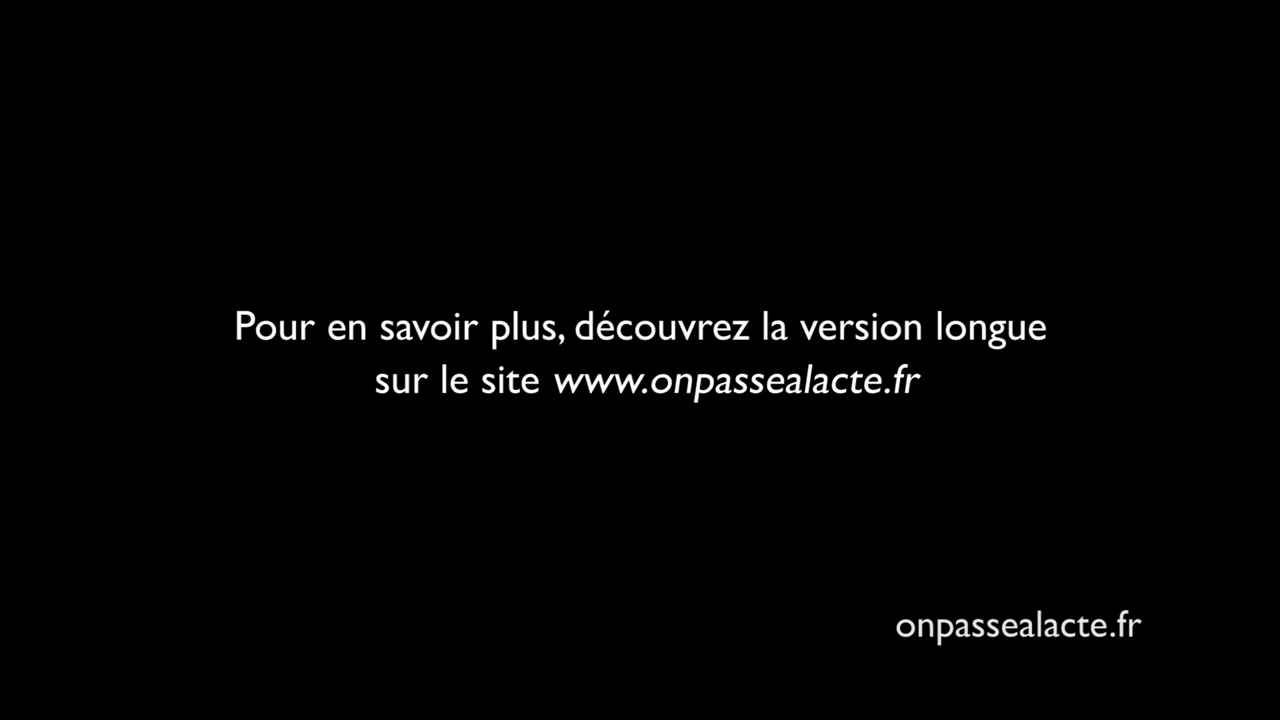 Pour en savoir plus, découvrez la version longue
sur le site www.onpassealacte.fr
onpassealacte.fr